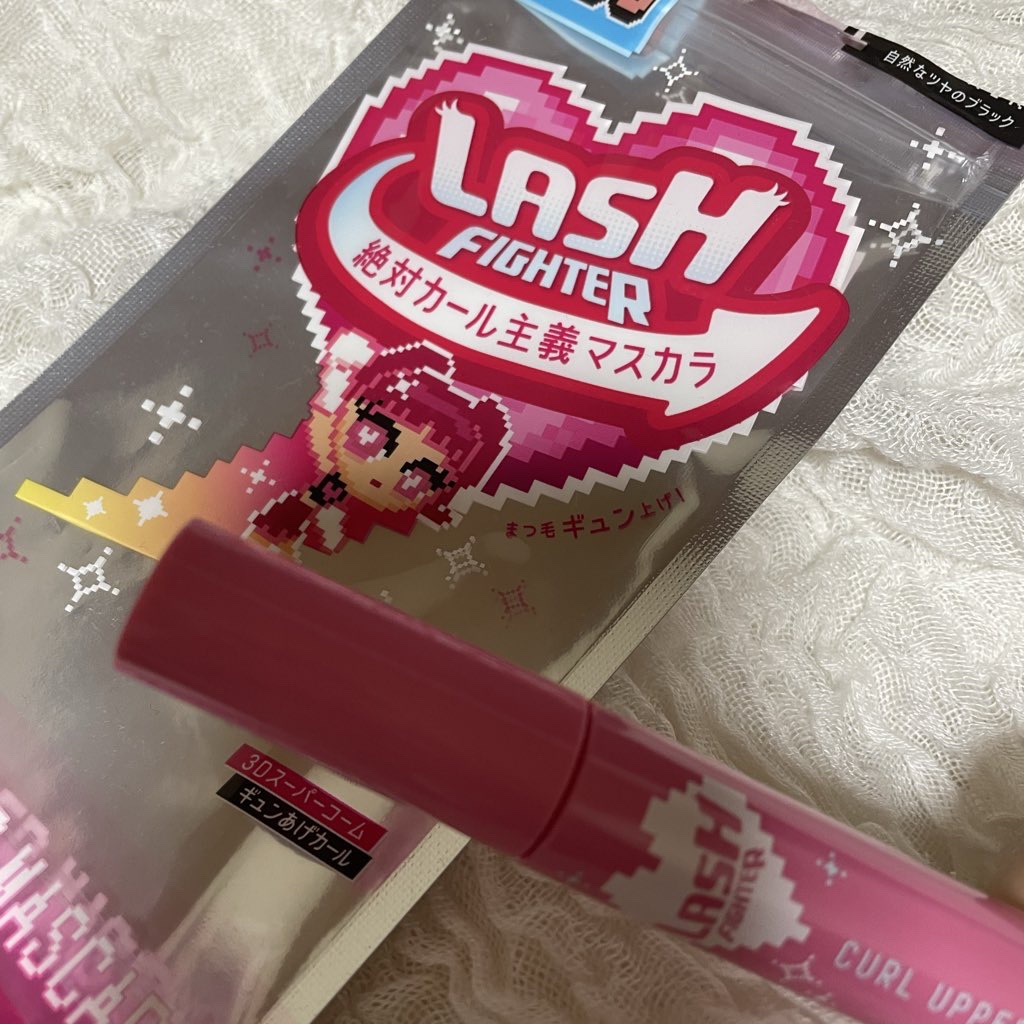 自然なツヤのブラック
LASH
FIGHTER
絶対カール主義マスカラ
まつ毛ギュン上げ!
3Dスーパーコーム
ギュンあげカール
LASH
FIGHTER
CURL